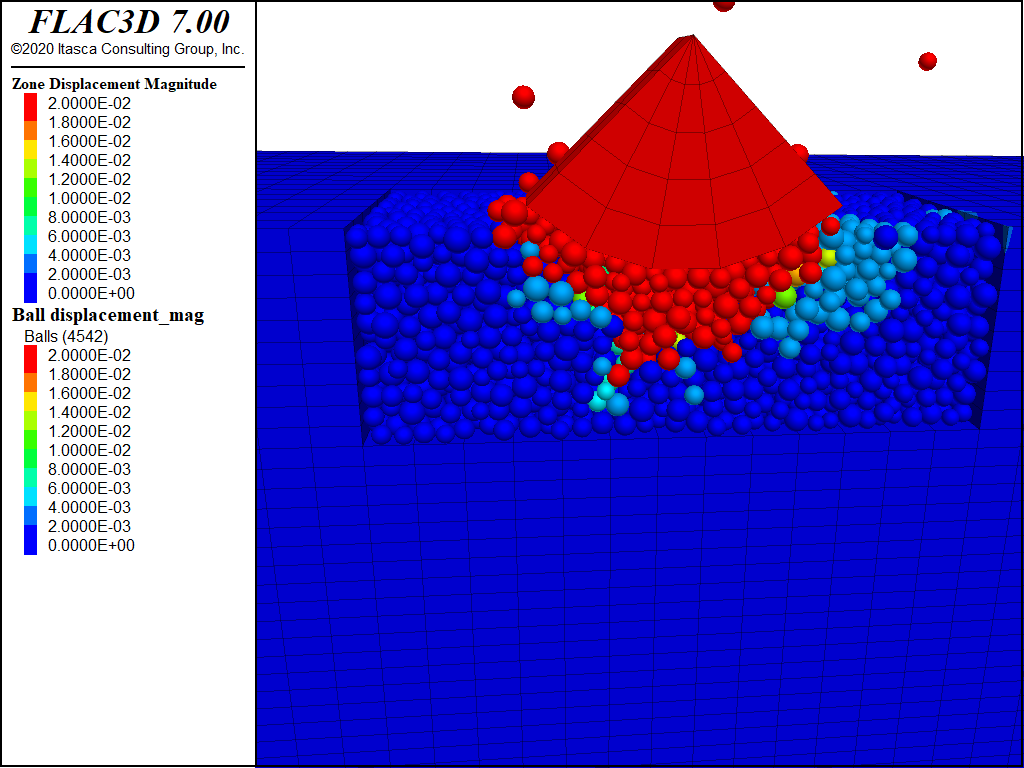 FLAC3D 7.00
©2020 Itasca Consulting Group, Inc.
Zone Displacement Magnitude
2.0000E-02
1.8000E-02
1.6000E-02
1.4000E-02
1.2000E-02
1.0000E-02
8.0000E-03
6.0000E-03
4.0000E-03
2.0000E-03
0.0000E+00
Ball displacement_mag
Balls (4542)
2.0000E-02
1.8000E-02
1.6000E-02
1.4000E-02
1.2000E-02
1.0000E-02
8.0000E-03
6.0000E-03
4.0000E-03
2.0000E-03
0.0000E+00